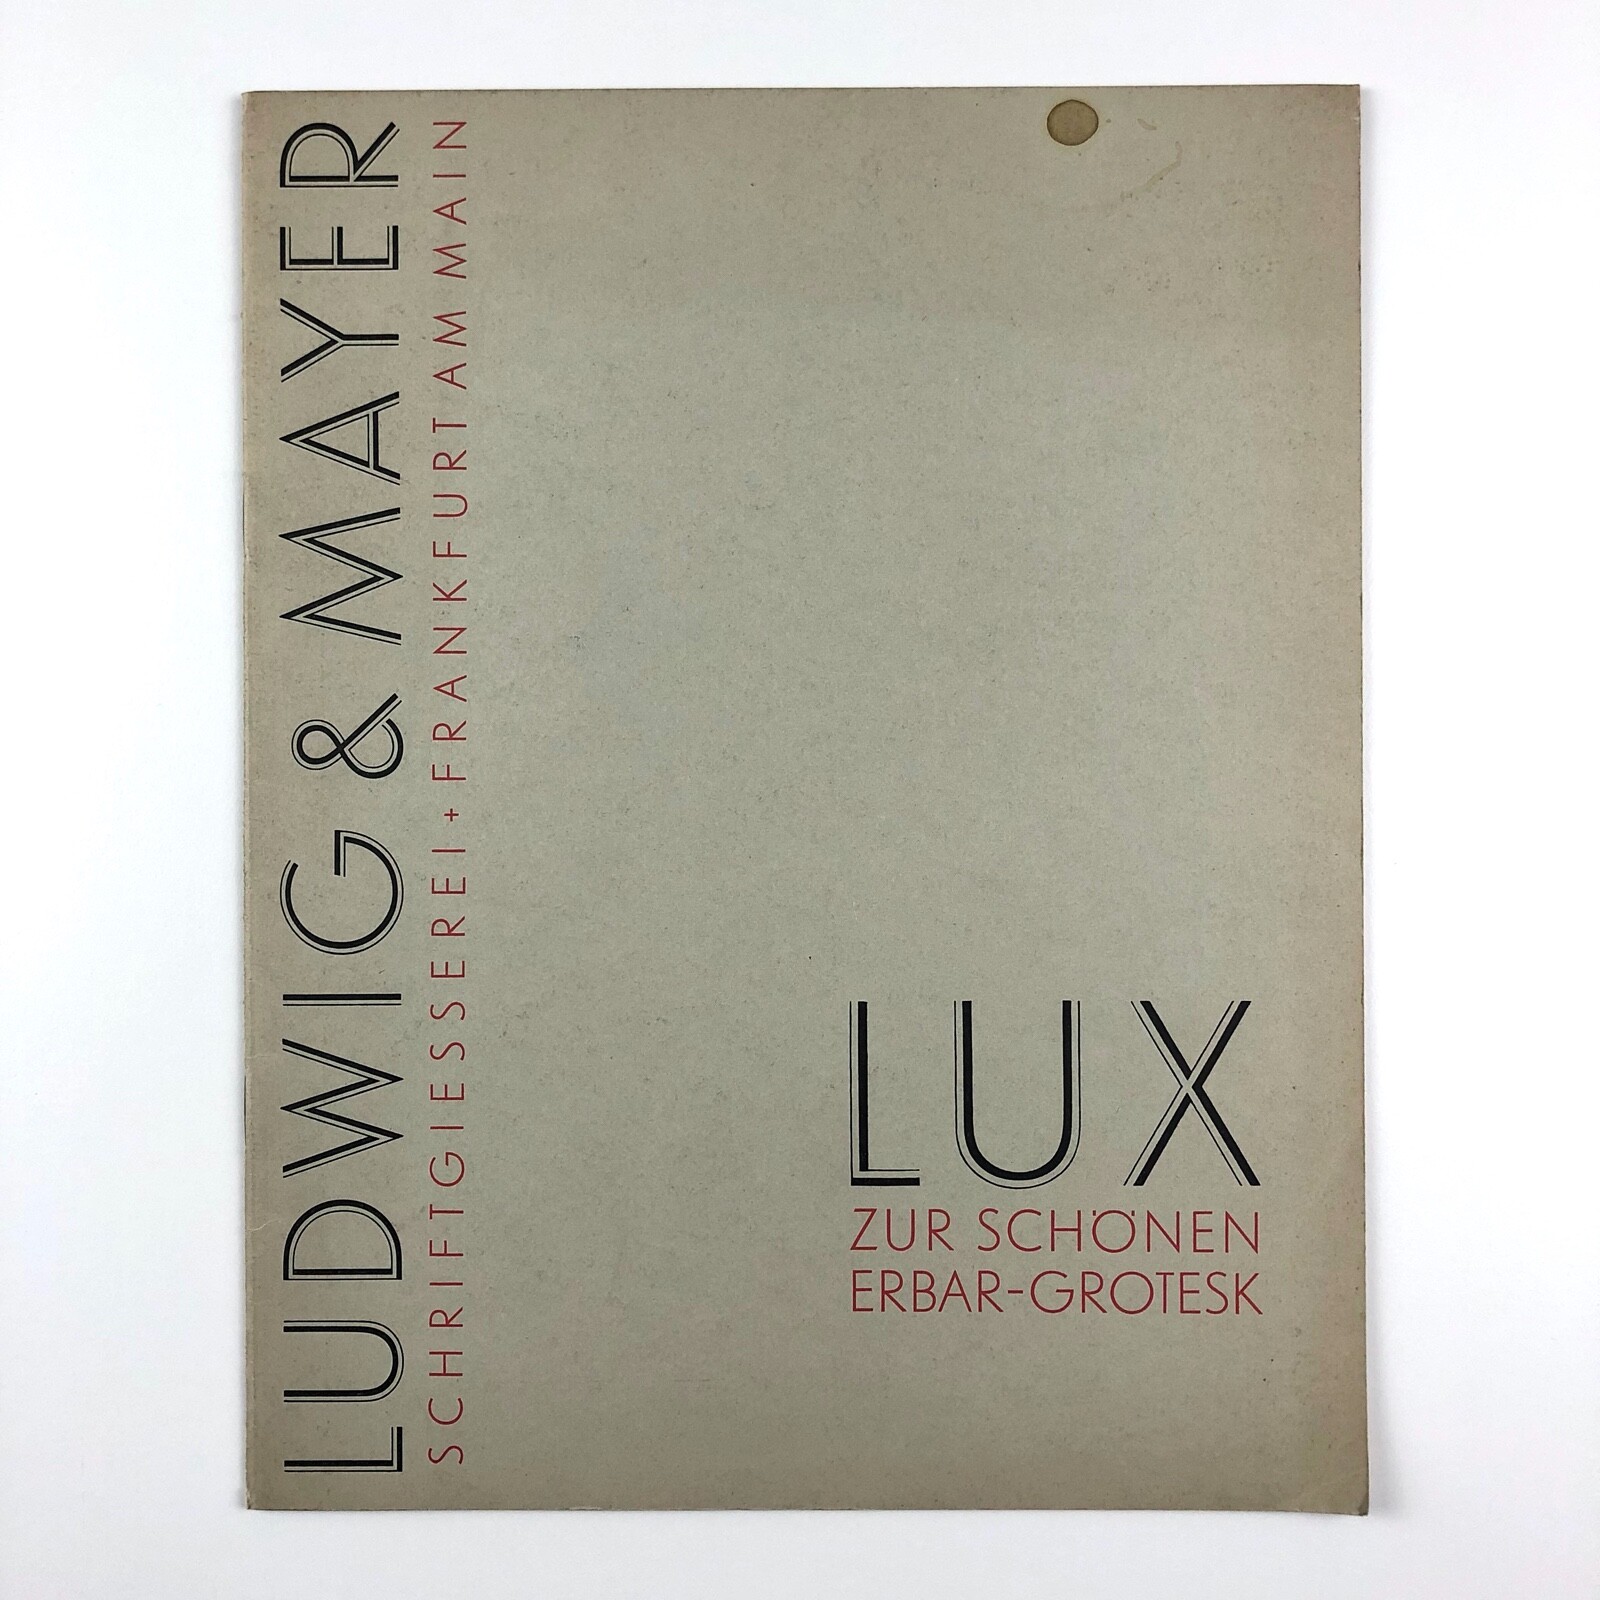 LUDWIG & MAYER
SCHRIFTGIESSEREI + FRANKFURT AM MAIN
LUX
ZUR SCHÖNEN
ERBAR-GROTESK